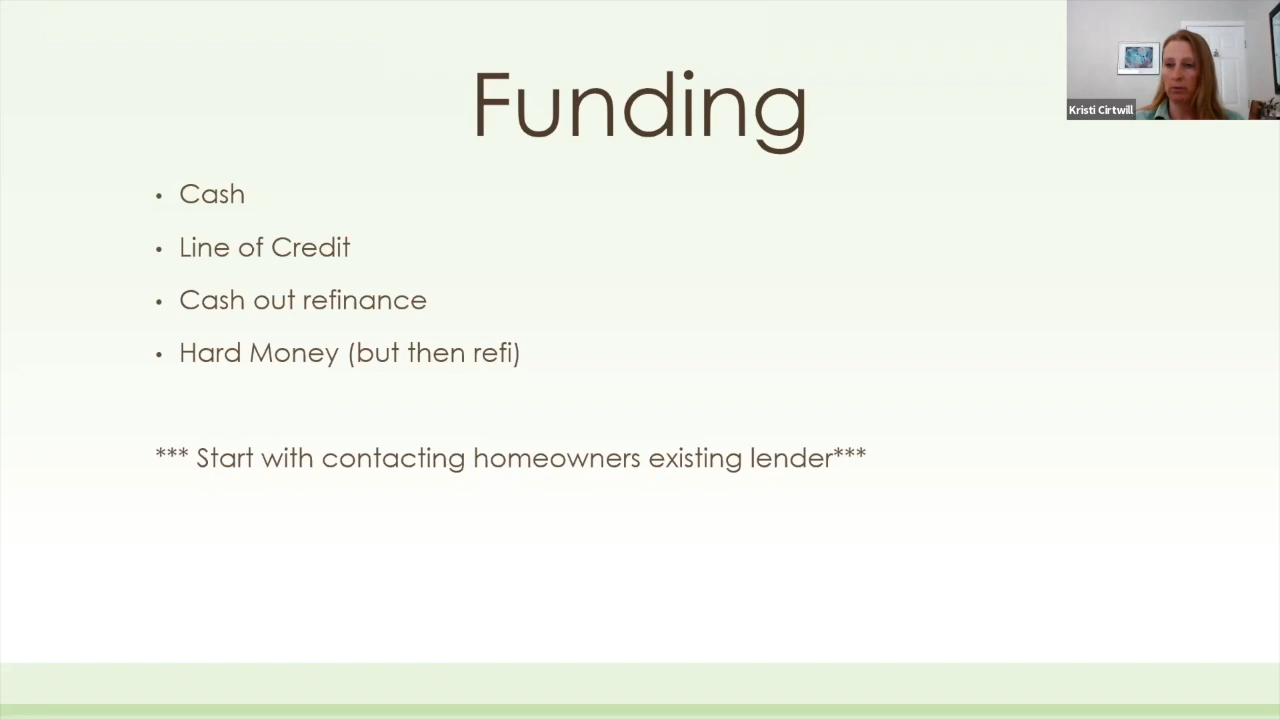 Funding
Kristi Cirtwill
• Cash
• Line of Credit
• Cash out refinance
• Hard Money (but then refi)
*** Start with contacting homeowners existing lender***